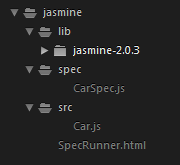 jasmine
lib
jasmine-2.0.3
spec
CarSpec.js
src
Car.js
SpecRunner.html